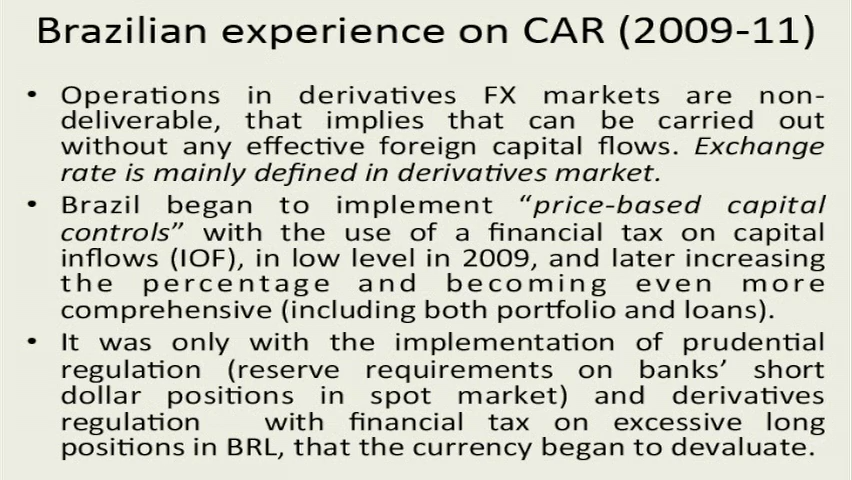 Brazilian experience on CAR (2009-11)
• Operations in derivatives FX markets are non-
deliverable, that implies that can be carried out
without any effective foreign capital flows. Exchange
rate is mainly defined in derivatives market.
• Brazil began to implement “price-based capital
controls” with the use of a financial tax on capital
inflows (IOF), in low level in 2009, and later increasing
the percentage and becoming even more
comprehensive (including both portfolio and loans).
• It was only with the implementation of prudential
regulation (reserve requirements on banks’ short
dollar positions in spot market) and derivatives
regulation with financial tax on excessive long
positions in BRL, that the currency began to devaluate.